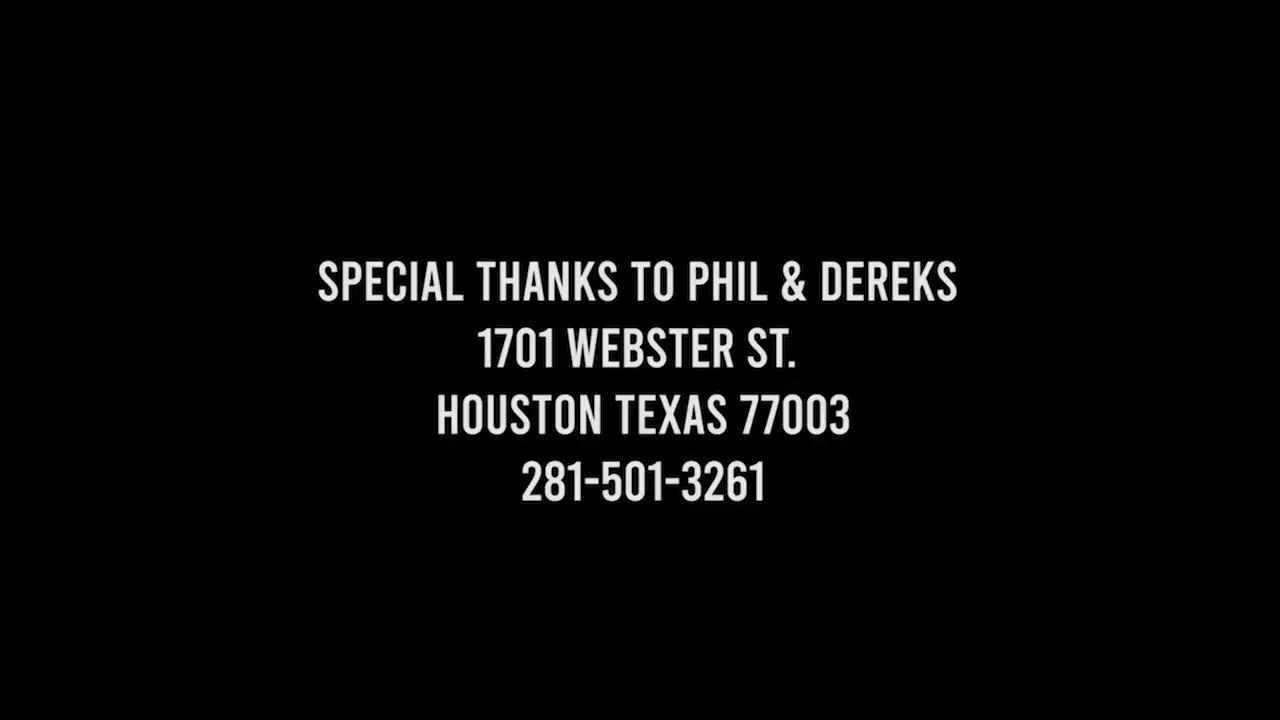 SPECIAL THANKS TO PHIL & DEREKS
1701 WEBSTER ST.
HOUSTON TEXAS 77003
281-501-3261